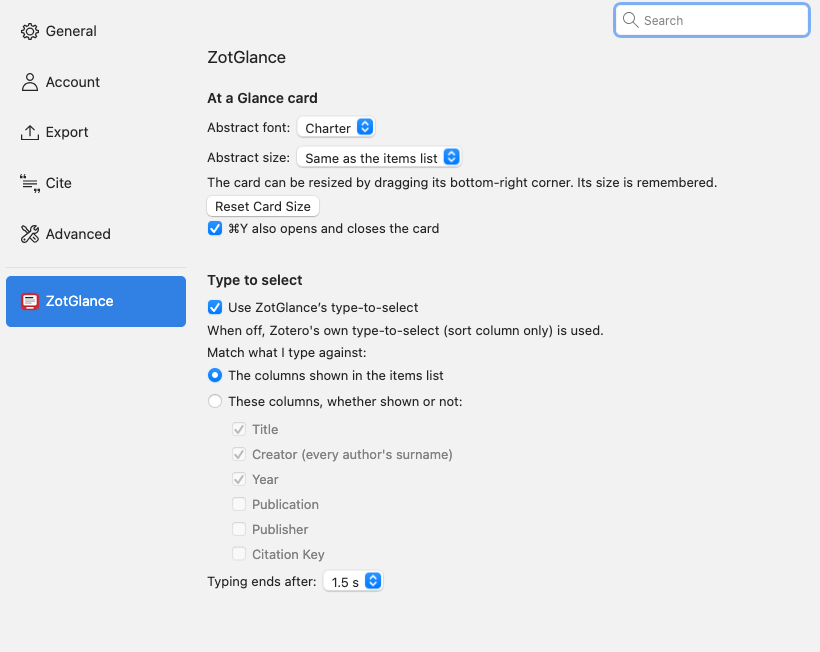 Search
General
Account
Export
Cite
Advanced
ZotGlance
ZotGlance
At a Glance card
Abstract font: Charter
Abstract size: Same as the items list
The card can be resized by dragging its bottom-right corner. Its size is remembered.
Reset Card Size
⌘Y also opens and closes the card
Type to select
Use ZotGlance’s type-to-select
When off, Zotero's own type-to-select (sort column only) is used.
Match what I type against:
The columns shown in the items list
These columns, whether shown or not:
Title
Creator (every author's surname)
Year
Publication
Publisher
Citation Key
Typing ends after: 1.5 s